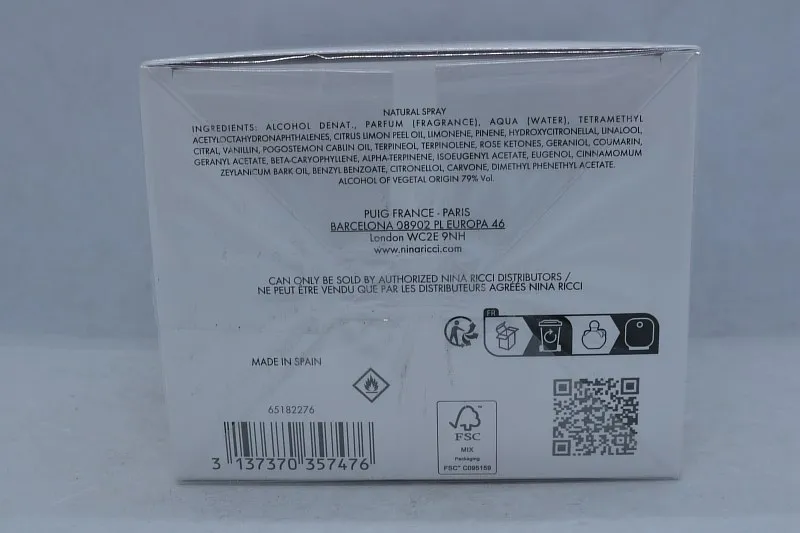 NATURAL SPRAY
INGREDIENTS: ALCOHOL DENAT., PARFUM (FRAGRANCE), AQUA (WATER), TETRAMETHYL
ACETYLOCTAHYDRONAPHTHALENES, CITRUS LIMON PEEL OIL, LIMONENE, PINENE, HYDROXYCITRONELLAL, LINALOOL,
CITRAL, VANILLIN, POGOSTEMON CABLIN OIL, TERPINEOL, TERPINOLENE, ROSE KETONES, GERANIOL, COUMARIN,
GERANYL ACETATE, BETA-CARYOPHYLLENE, ALPHA-TERPINENE, ISOEUGENYL ACETATE, EUGENOL, CINNAMOMUM
ZEYLANICUM BARK OIL, BENZYL BENZOATE, CITRONELLOL, CARVONE, DIMETHYL PHENETHYL ACETATE.
ALCOHOL OF VEGETAL ORIGIN 79% Vol.
PUIG FRANCE - PARIS
BARCELONA 08902 PL EUROPA 46
London WC2E 9NH
www.ninaricci.com
CAN ONLY BE SOLD BY AUTHORIZED NINA RICCI DISTRIBUTORS /
NE PEUT ÊTRE VENDU QUE PAR LES DISTRIBUTEURS AGRÉÉS NINA RICCI
FR
MADE IN SPAIN
65182276
3 137370 357476
FSC
MIX
Packaging
FSC™ C095159